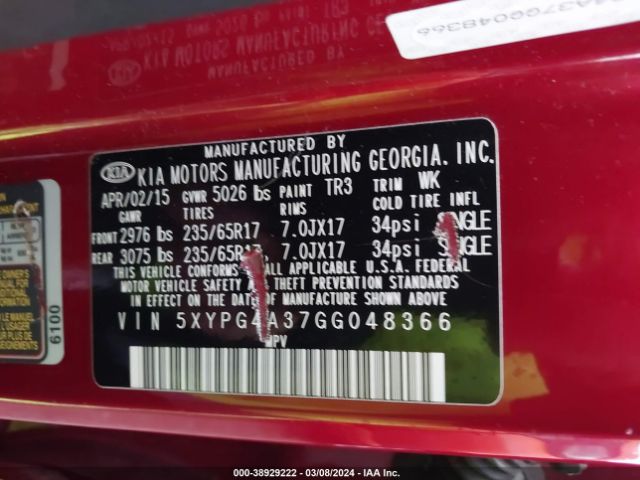 MANUFACTURED BY
KIA KIA MOTORS MANUFACTURING GEORGIA. INC.
APR/02/15 GVWR 5026 lbs PAINT TR3 TRIM WK
GAWR TIRES RIMS COLD TIRE INFL
FRONT 2976 lbs 235/65R17 7.0JX17 34psi SINGLE
REAR 3075 lbs 235/65R17 7.0JX17 34psi SINGLE
THIS VEHICLE CONFORMS ALL APPLICABLE U.S.A. FEDERAL
MOTOR VEHICLE SAFETY AND THEFT PREVENTION STANDARDS
IN EFFECT ON THE DATE OF MANUFACTURE SHOWN ABOVE.
VIN 5XYPG4A37GG048366
MPV
6100
000-38929222 — 03/08/2024 — IAA Inc.